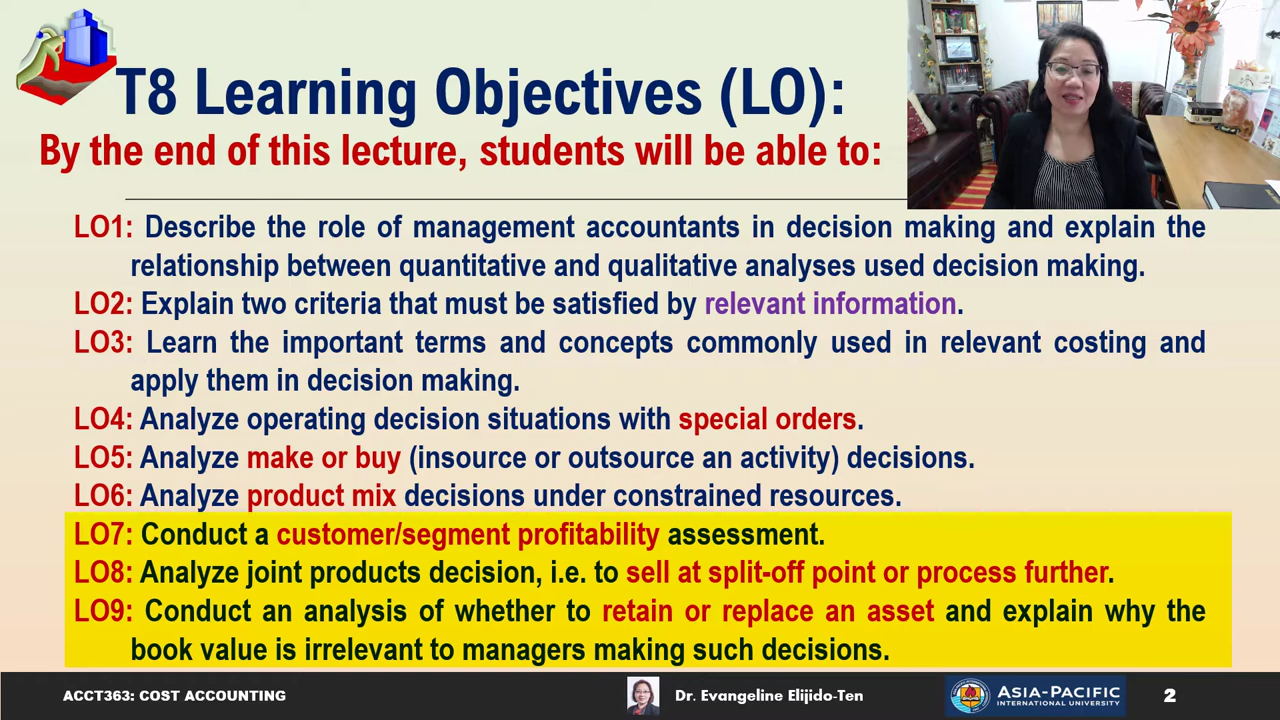 T8 Learning Objectives (LO):
By the end of this lecture, students will be able to:
LO1: Describe the role of management accountants in decision making and explain the
relationship between quantitative and qualitative analyses used decision making.
LO2: Explain two criteria that must be satisfied by relevant information.
LO3: Learn the important terms and concepts commonly used in relevant costing and
apply them in decision making.
LO4: Analyze operating decision situations with special orders.
LO5: Analyze make or buy (insource or outsource an activity) decisions.
LO6: Analyze product mix decisions under constrained resources.
LO7: Conduct a customer/segment profitability assessment.
LO8: Analyze joint products decision, i.e. to sell at split-off point or process further.
LO9: Conduct an analysis of whether to retain or replace an asset and explain why the
book value is irrelevant to managers making such decisions.
ACCT363: COST ACCOUNTING
Dr. Evangeline Elijido-Ten
ASIA-PACIFIC
INTERNATIONAL UNIVERSITY
2